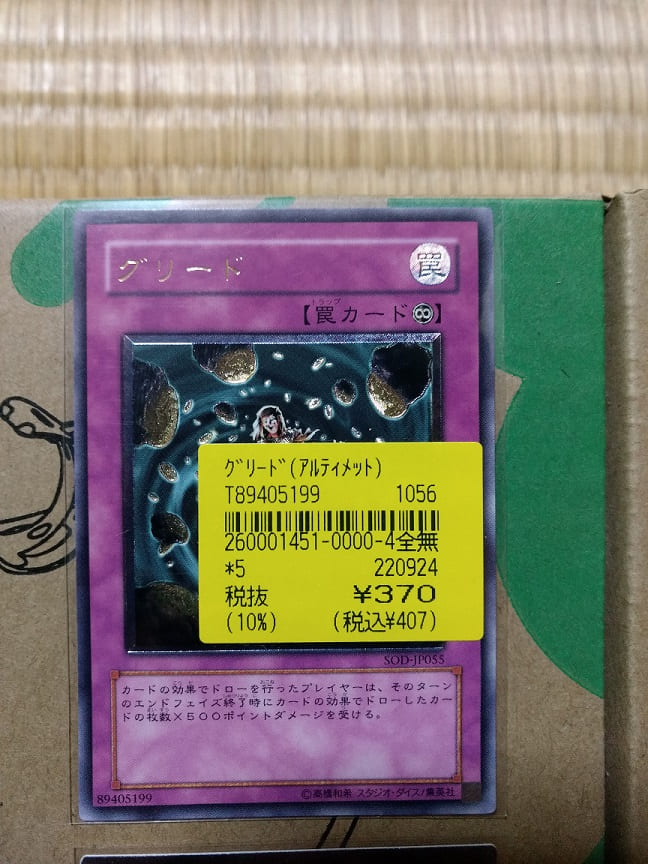 グリード
罠
【罠カード】
トラップ
グリード(アルティメット)
T89405199 1056
260001451-0000-4全無
*5 220924
税抜 ¥370
(10%) (税込¥407)
SOD-JP055
カードの効果でドローを行ったプレイヤーは、そのターン
のエンドフェイズ終了時にカードの効果でドローしたカー
ドの枚数×500ポイントダメージを受ける。
89405199 ©高橋和希 スタジオ・ダイス/集英社